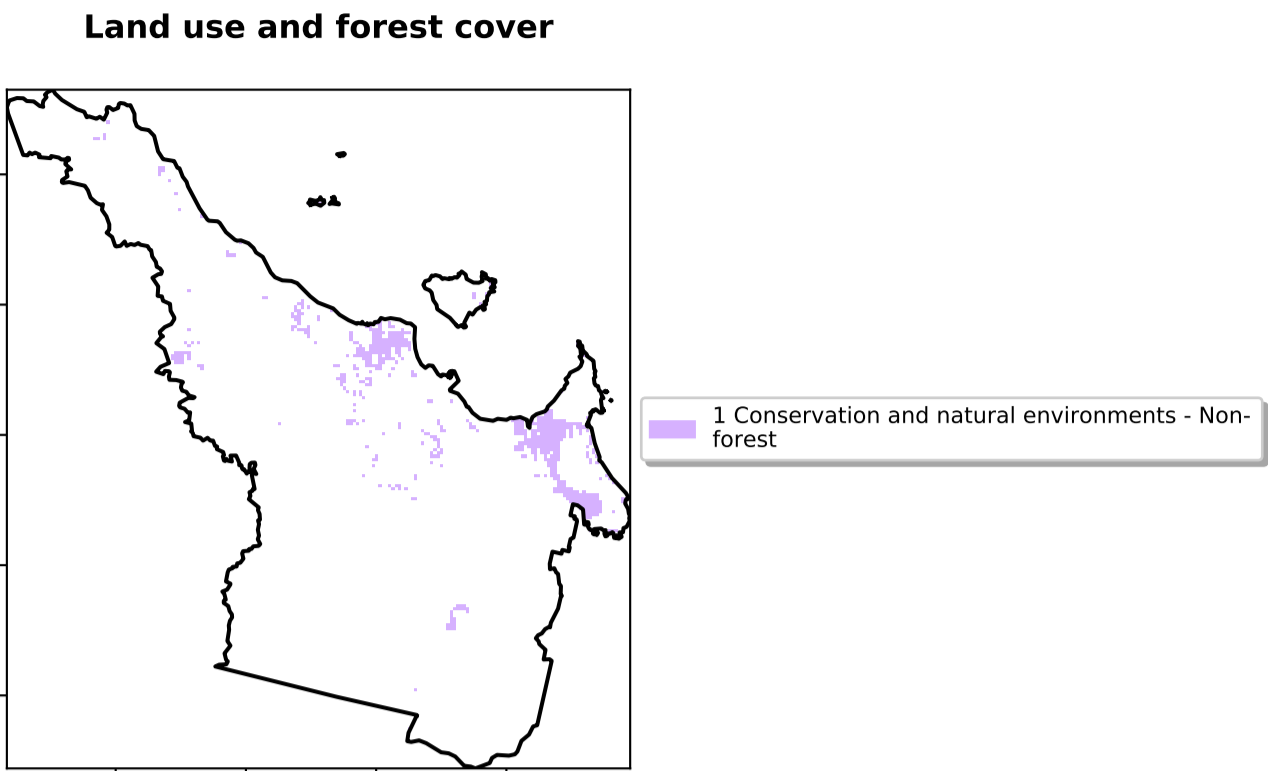 Land use and forest cover
1 Conservation and natural environments - Non-
forest